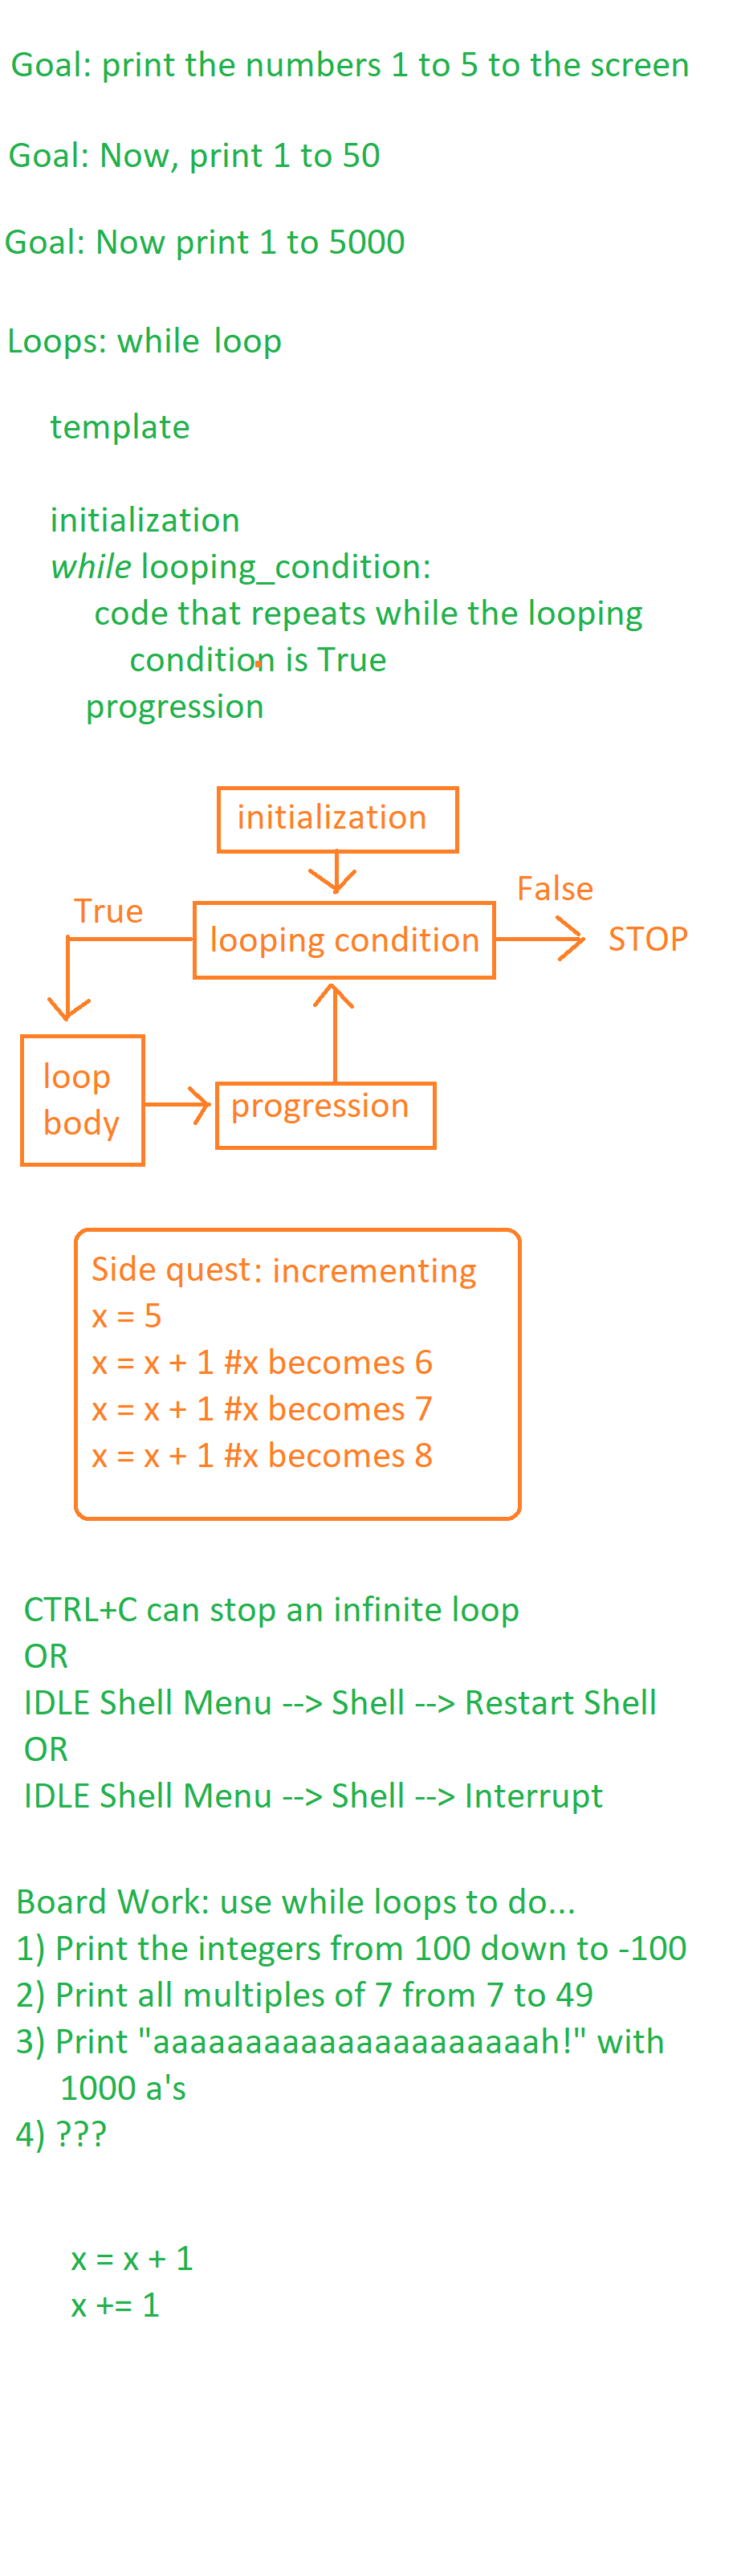 Goal: print the numbers 1 to 5 to the screen
Goal: Now, print 1 to 50
Goal: Now print 1 to 5000
Loops: while loop
template
initialization
while looping_condition:
code that repeats while the looping
condition is True
progression
initialization
False
True
looping condition
STOP
loop
body
progression
Side quest: incrementing
x = 5
x = x + 1 #x becomes 6
x = x + 1 #x becomes 7
x = x + 1 #x becomes 8
CTRL+C can stop an infinite loop
OR
IDLE Shell Menu --> Shell --> Restart Shell
OR
IDLE Shell Menu --> Shell --> Interrupt
Board Work: use while loops to do...
1) Print the integers from 100 down to -100
2) Print all multiples of 7 from 7 to 49
3) Print "aaaaaaaaaaaaaaaaaaaaah!" with
1000 a's
4) ???
x = x + 1
x += 1